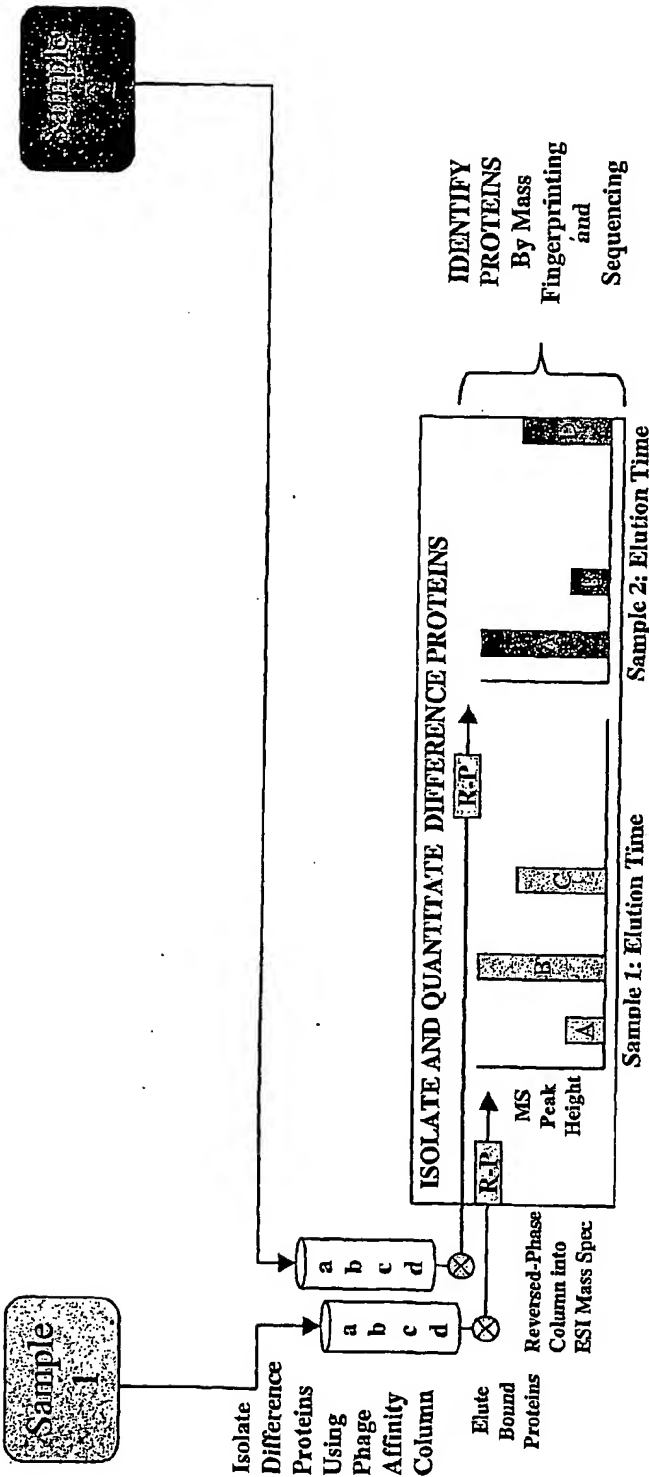 Sample
1
Sample
Isolate
Difference
Proteins
Using
Phage
Affinity
Column
a
b
c
d
a
b
c
d
Elute
Bound
Proteins
Reversed-Phase
Column into
ESI Mass Spec
ISOLATE AND QUANTITATE DIFFERENCE PROTEINS
R-P
R-P
MS
Peak
Height
A
B
C
A
D
Sample 1: Elution Time
Sample 2: Elution Time
IDENTIFY
PROTEINS
By Mass
Fingerprinting
and
Sequencing